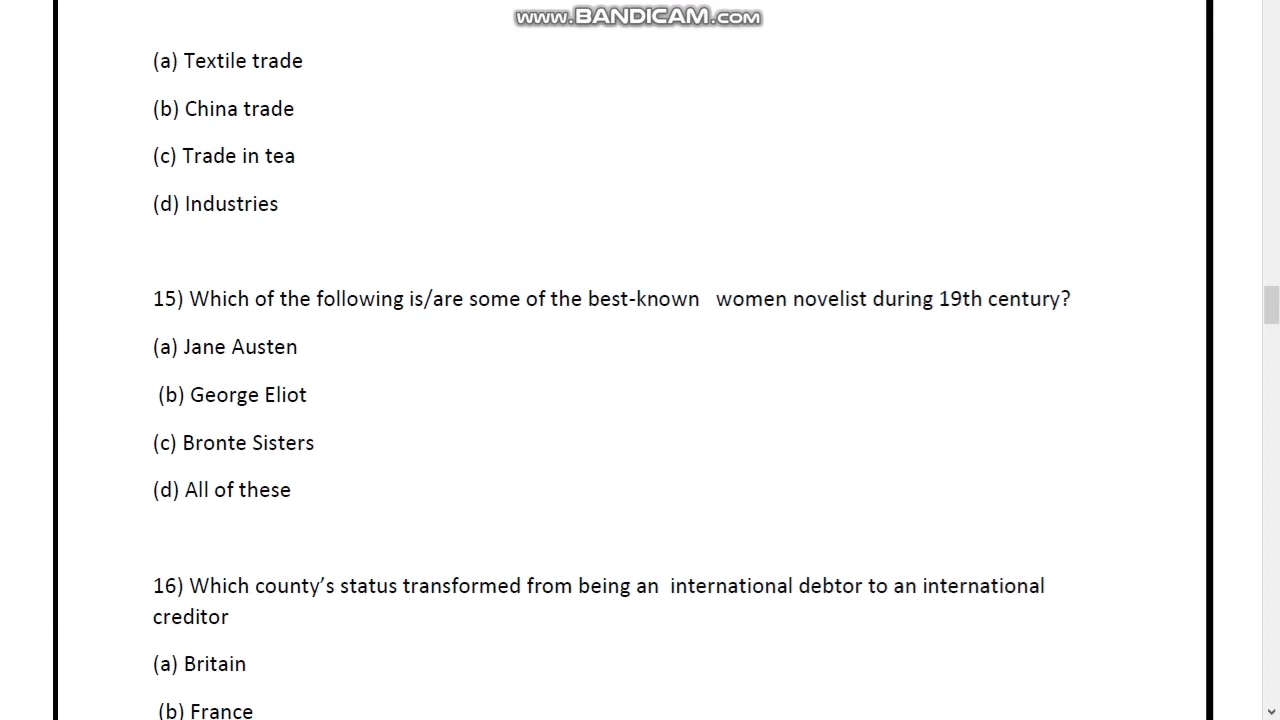 www.BANDICAM.com
(a) Textile trade
(b) China trade
(c) Trade in tea
(d) Industries
15) Which of the following is/are some of the best-known women novelist during 19th century?
(a) Jane Austen
(b) George Eliot
(c) Bronte Sisters
(d) All of these
16) Which county’s status transformed from being an international debtor to an international
creditor
(a) Britain
(b) France